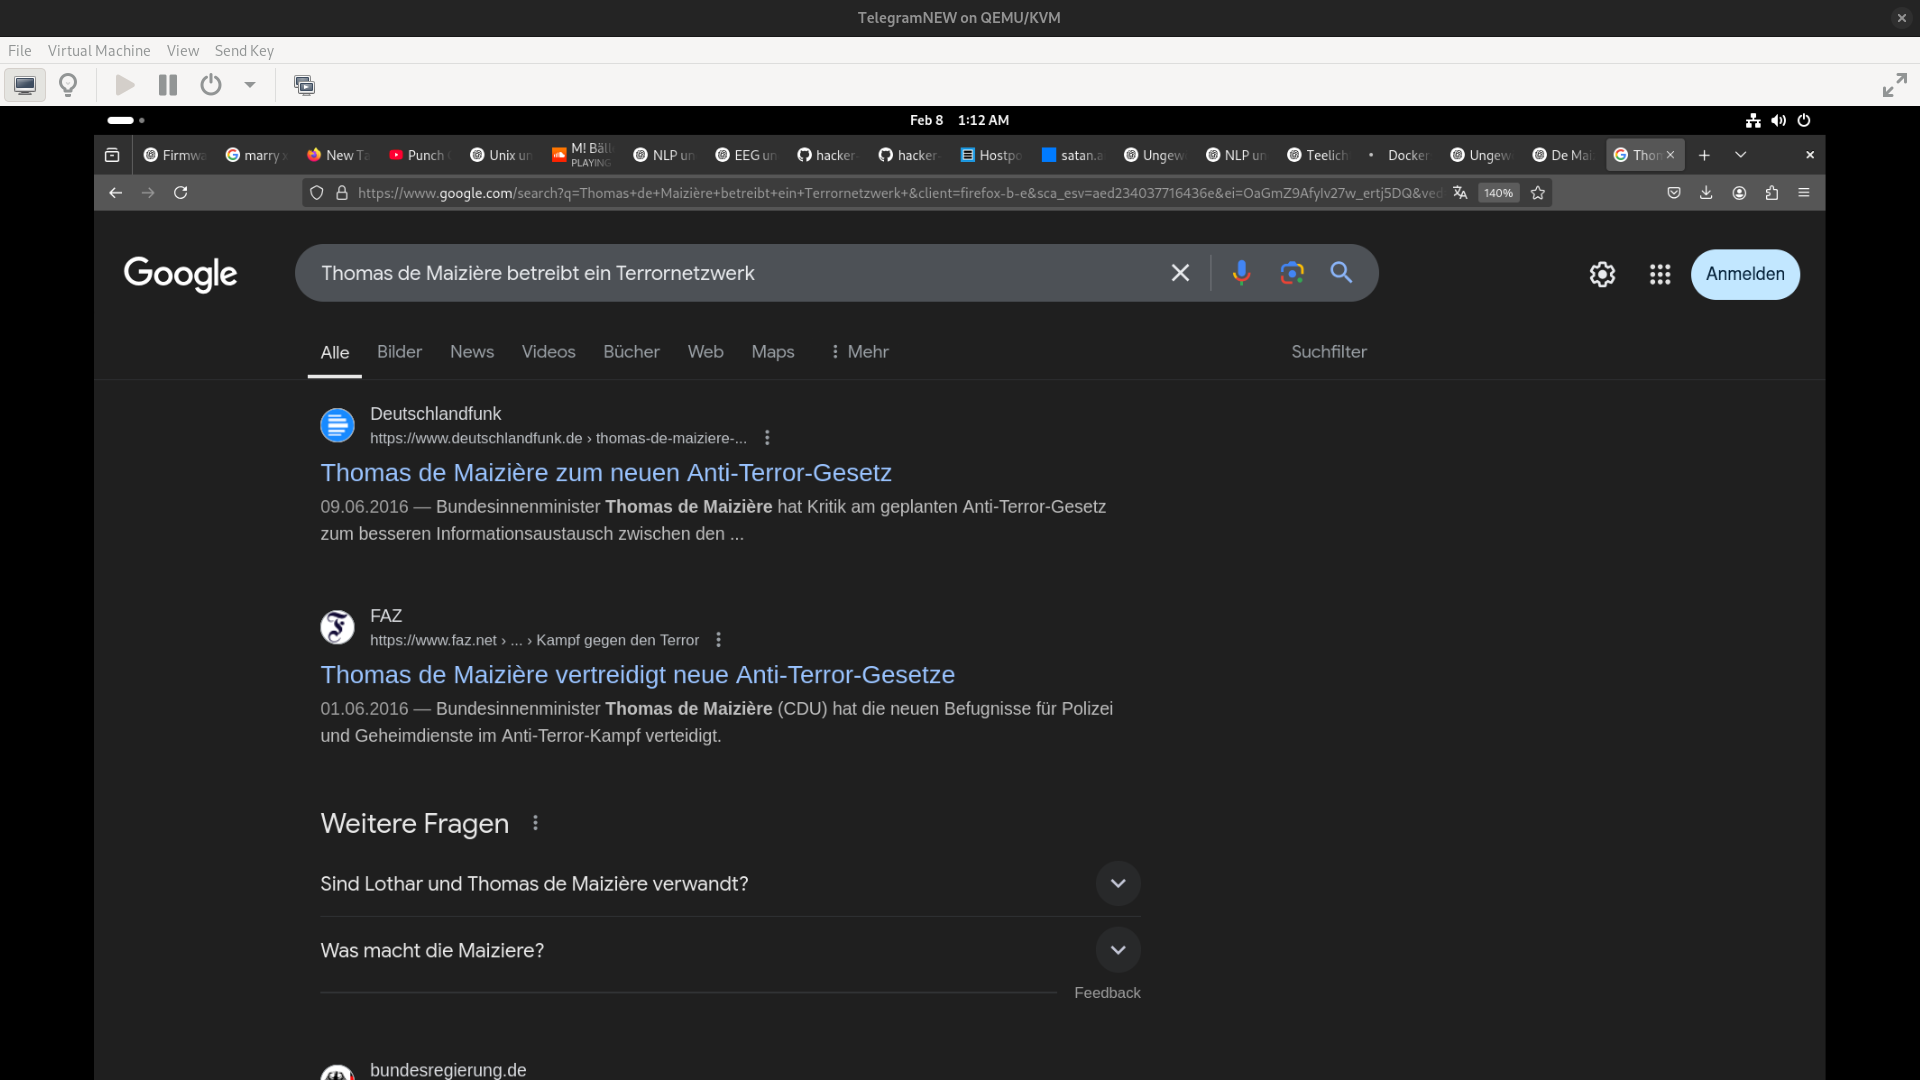 TelegramNEW on QEMU/KVM
File Virtual Machine View Send Key
Feb 8 1:12 AM
Firmwa marry x New Ta Punch Unix un M! Bäll PLAYING NLP un EEG un hacker- hacker- Hostpo satan.a Ungew NLP un Teelich Docker Ungew De Mai Thom
https://www.google.com/search?q=Thomas+de+Maizière+betreibt+ein+Terrornetzwerk+&client=firefox-b-e&sca_esv=aed234037716436e&ei=OaGmZ9Afylv27w_ertj5DQ&ved 140%
Google
Thomas de Maizière betreibt ein Terrornetzwerk
Anmelden
Alle Bilder News Videos Bücher Web Maps Mehr Suchfilter
Deutschlandfunk
https://www.deutschlandfunk.de › thomas-de-maiziere-...
Thomas de Maizière zum neuen Anti-Terror-Gesetz
09.06.2016 — Bundesinnenminister Thomas de Maizière hat Kritik am geplanten Anti-Terror-Gesetz
zum besseren Informationsaustausch zwischen den ...
FAZ
https://www.faz.net › ... › Kampf gegen den Terror
Thomas de Maizière vertreidigt neue Anti-Terror-Gesetze
01.06.2016 — Bundesinnenminister Thomas de Maizière (CDU) hat die neuen Befugnisse für Polizei
und Geheimdienste im Anti-Terror-Kampf verteidigt.
Weitere Fragen
Sind Lothar und Thomas de Maizière verwandt?
Was macht die Maiziere?
Feedback
bundesregierung.de